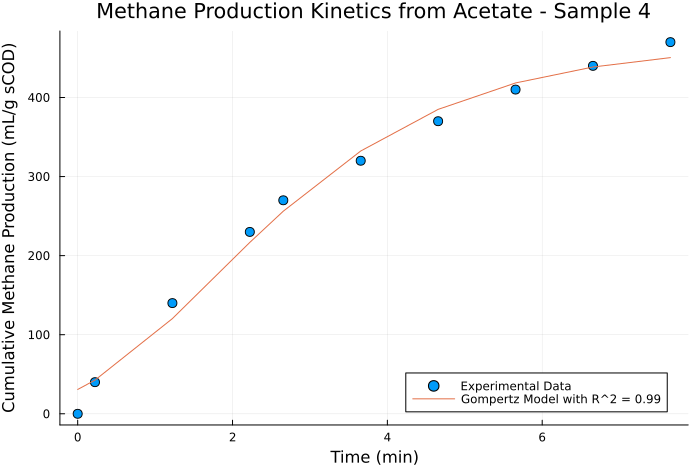 Methane Production Kinetics from Acetate - Sample 4
Cumulative Methane Production (mL/g sCOD)
400
300
200
100
0
0
2
4
6
Time (min)
Experimental Data
Gompertz Model with R^2 = 0.99